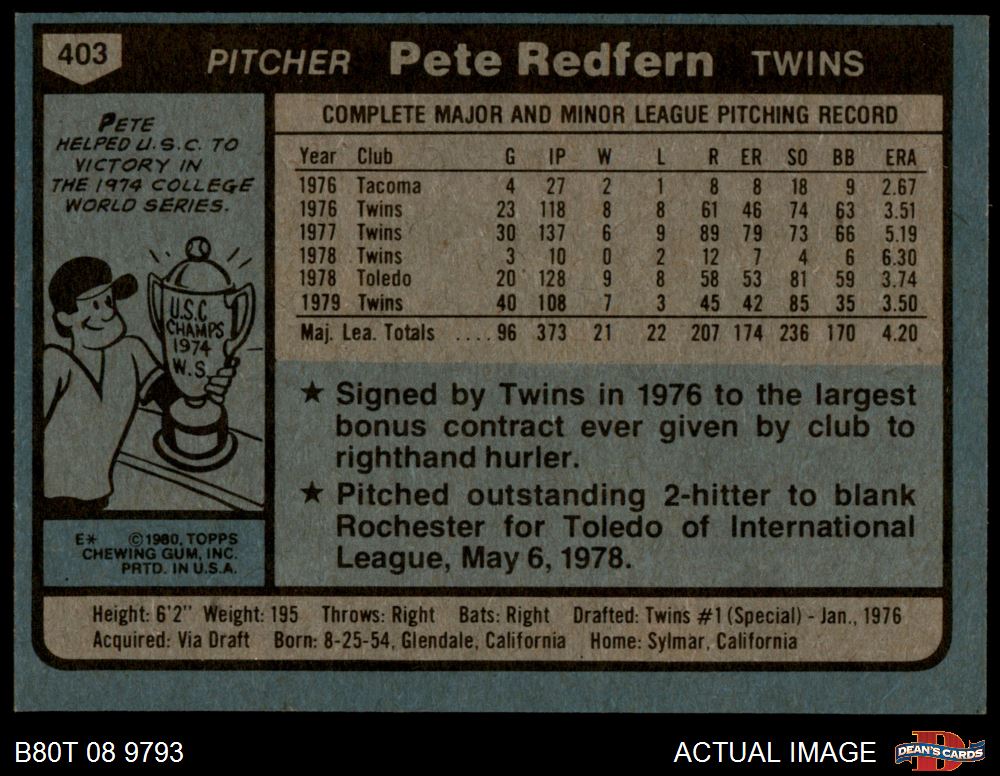 403 PITCHER Pete Redfern TWINS
PETE
HELPED U.S.C. TO
VICTORY IN
THE 1974 COLLEGE
WORLD SERIES.
U.S.C
CHAMPS
1974
W.S.
E* ©1980, TOPPS
CHEWING GUM, INC.
PRTD. IN U.S.A.
COMPLETE MAJOR AND MINOR LEAGUE PITCHING RECORD
Year Club G IP W L R ER SO BB ERA
1976 Tacoma 4 27 2 1 8 8 18 9 2.67
1976 Twins 23 118 8 8 61 46 74 63 3.51
1977 Twins 30 137 6 9 89 79 73 66 5.19
1978 Twins 3 10 0 2 12 7 4 6 6.30
1978 Toledo 20 128 9 8 58 53 81 59 3.74
1979 Twins 40 108 7 3 45 42 85 35 3.50
Maj. Lea. Totals .... 96 373 21 22 207 174 236 170 4.20
★ Signed by Twins in 1976 to the largest
bonus contract ever given by club to
righthand hurler.
★ Pitched outstanding 2-hitter to blank
Rochester for Toledo of International
League, May 6, 1978.
Height: 6'2" Weight: 195 Throws: Right Bats: Right Drafted: Twins #1 (Special) - Jan., 1976
Acquired: Via Draft Born: 8-25-54, Glendale, California Home: Sylmar, California
B80T 08 9793 ACTUAL IMAGE DEAN'S CARDS